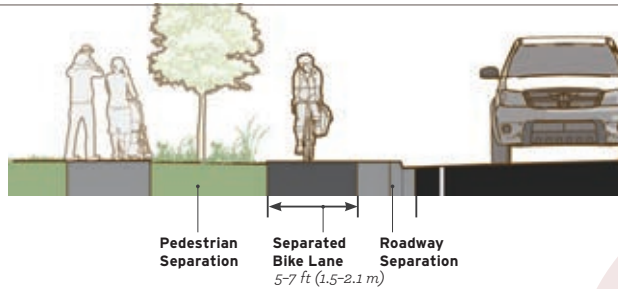 Pedestrian
Separation
Separated
Bike Lane
5–7 ft (1.5–2.1 m)
Roadway
Separation